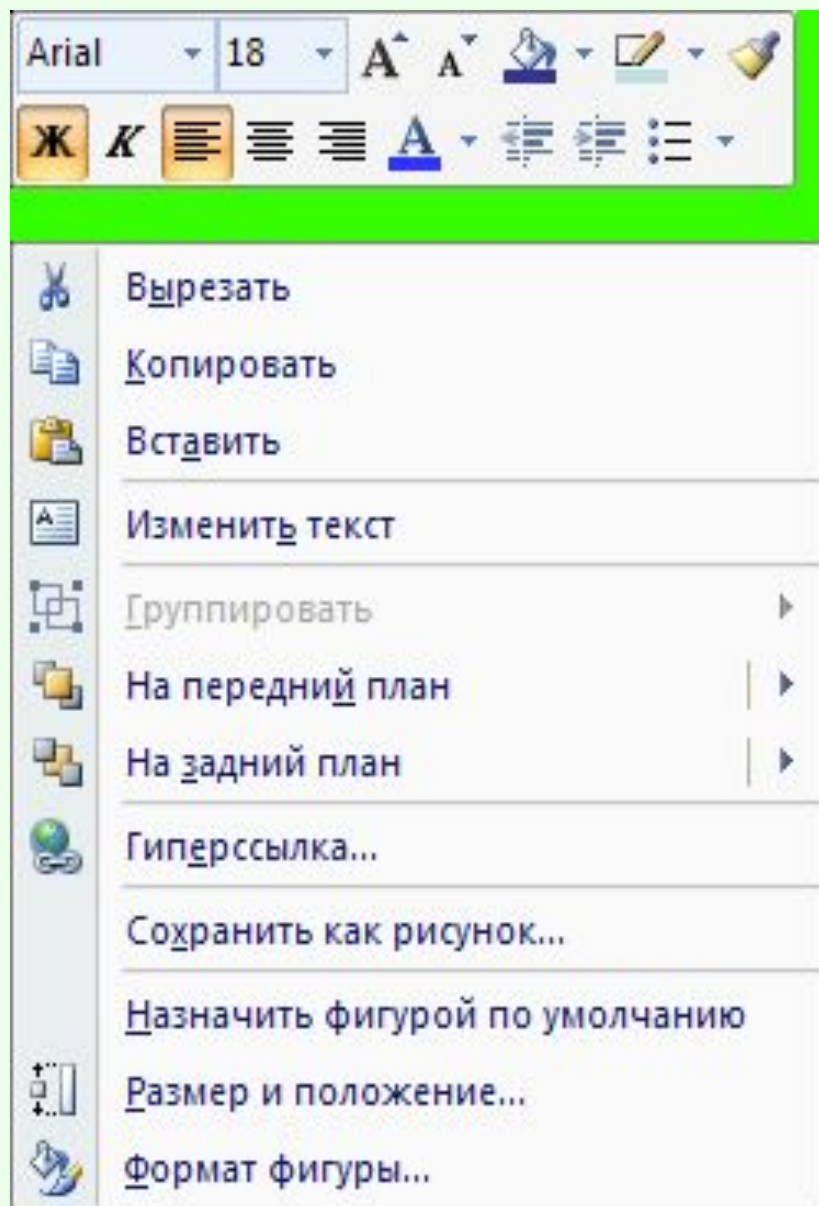 Arial 18 A A
Ж К A
Вырезать
Копировать
Вставить
Изменить текст
Группировать
На передний план
На задний план
Гиперссылка...
Сохранить как рисунок...
Назначить фигурой по умолчанию
Размер и положение...
Формат фигуры...